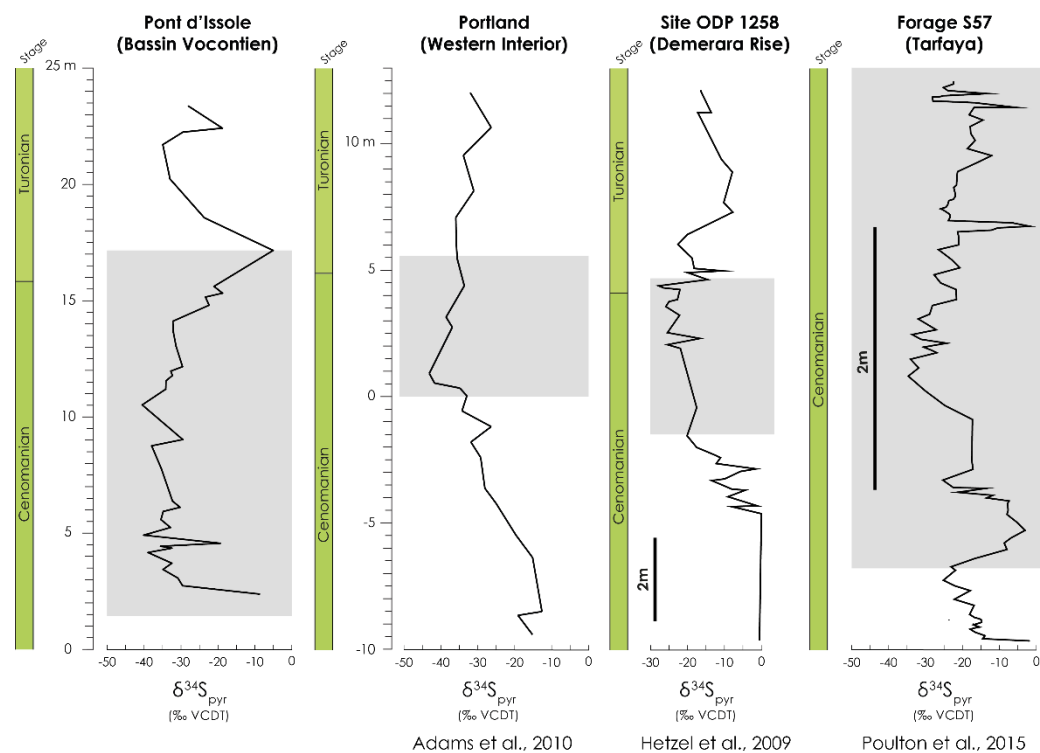 Pont d'Issole
(Bassin Vocontien)
Portland
(Western Interior)
Site ODP 1258
(Demerara Rise)
Forage S57
(Tarfaya)
Stage
Stage
Stage
Stage
25 m
20
15
10
5
0
10 m
5
0
-5
-10
Turonian
Cenomanian
Turonian
Cenomanian
Turonian
Cenomanian
Cenomanian
2m
2m
-50 -40 -30 -20 -10 0
-50 -40 -30 -20 -10 0
-30 -20 -10 0
-50 -40 -30 -20 -10 0
δ34Spyr
(‰ VCDT)
δ34Spyr
(‰ VCDT)
δ34Spyr
(‰ VCDT)
δ34Spyr
(‰ VCDT)
Adams et al., 2010
Hetzel et al., 2009
Poulton et al., 2015